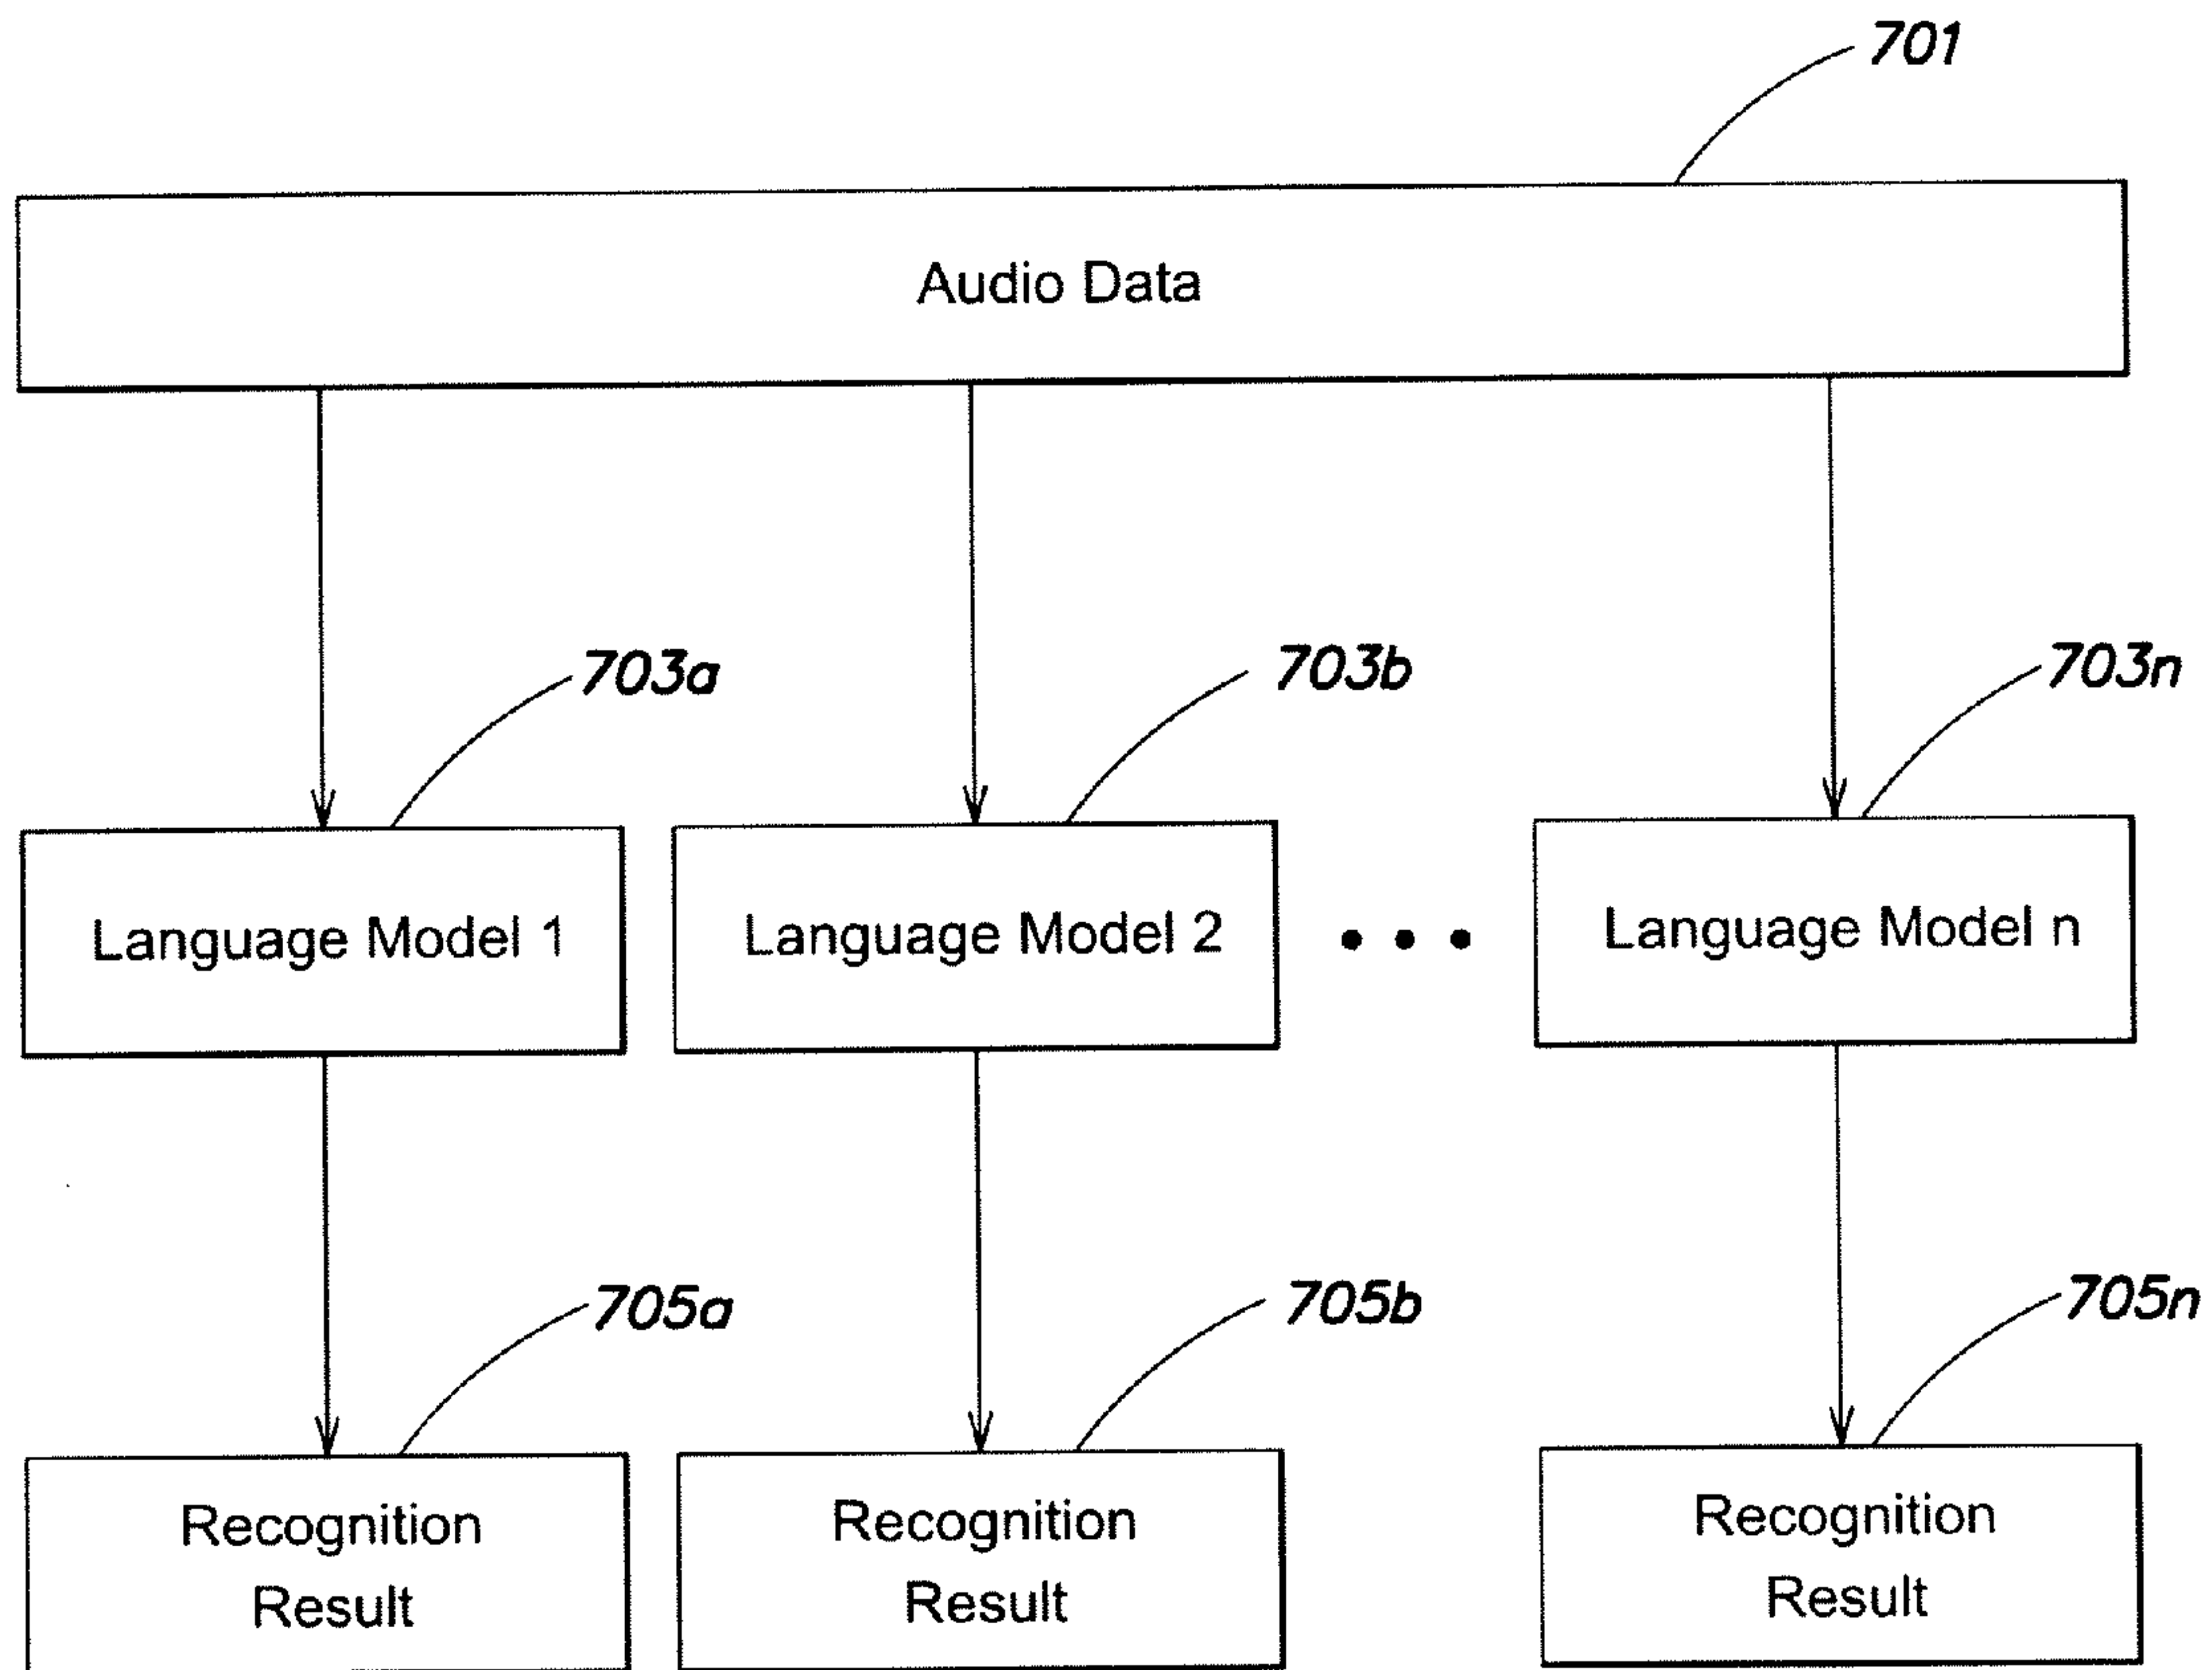 701
Audio Data
703a
703b
703n
Language Model 1
Language Model 2
• • •
Language Model n
705a
705b
705n
Recognition
Result
Recognition
Result
Recognition
Result